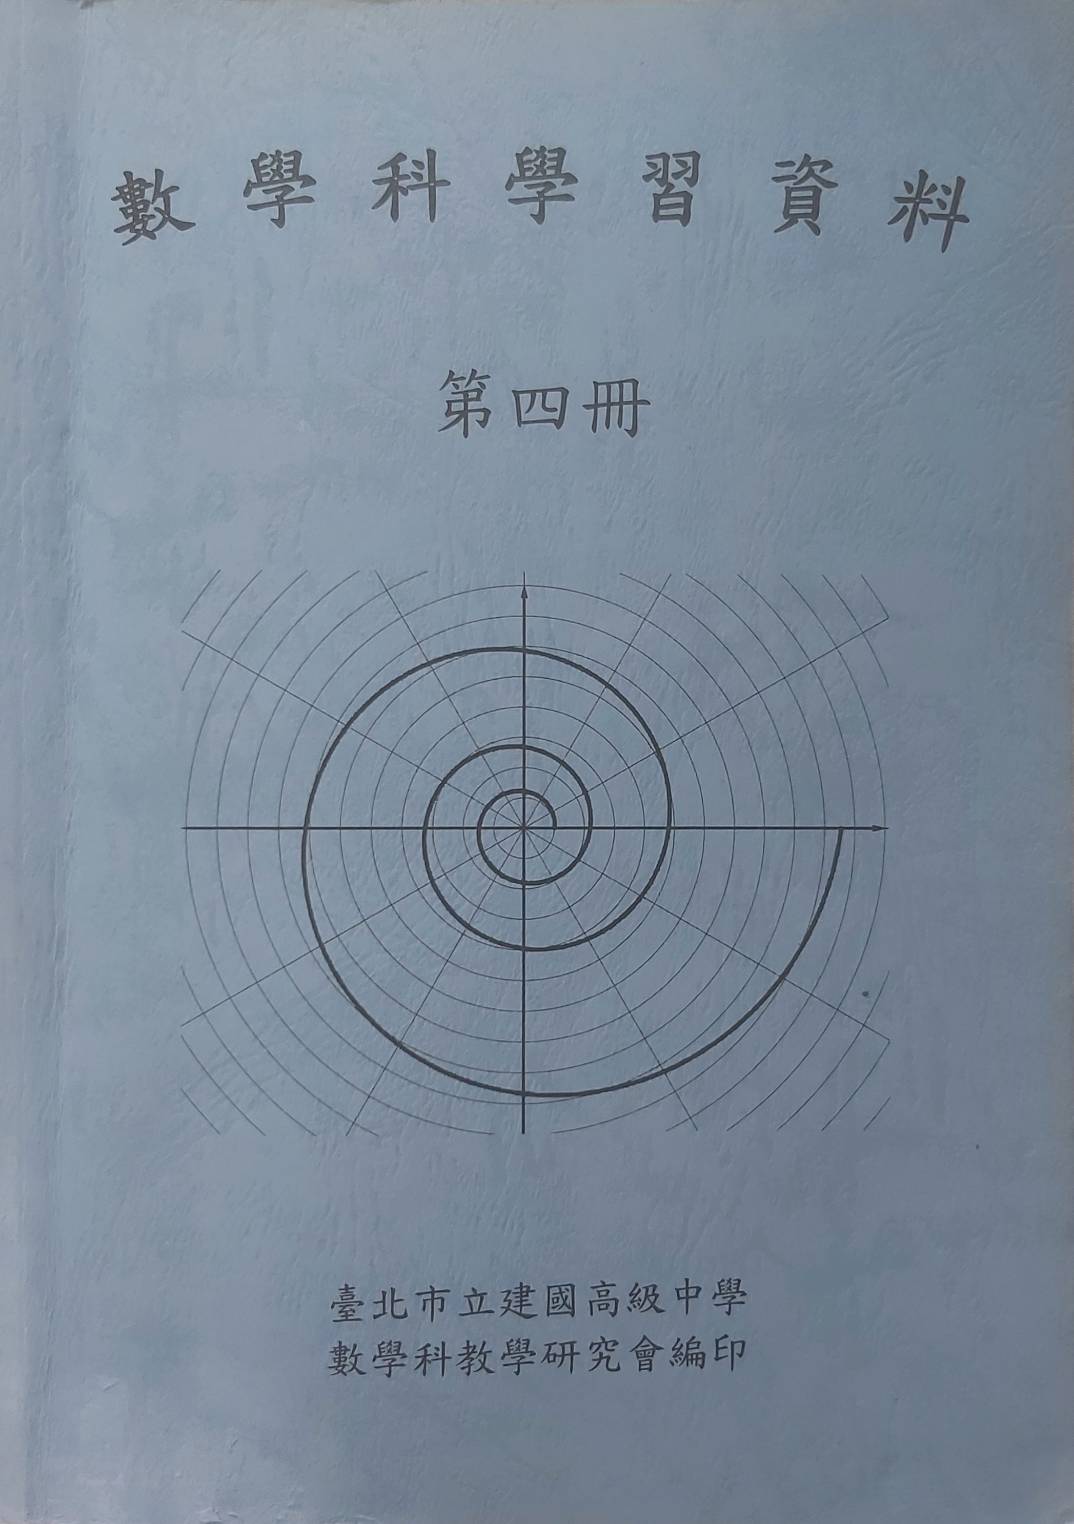 數學科學習資料
第四冊
臺北市立建國高級中學
數學科教學研究會編印